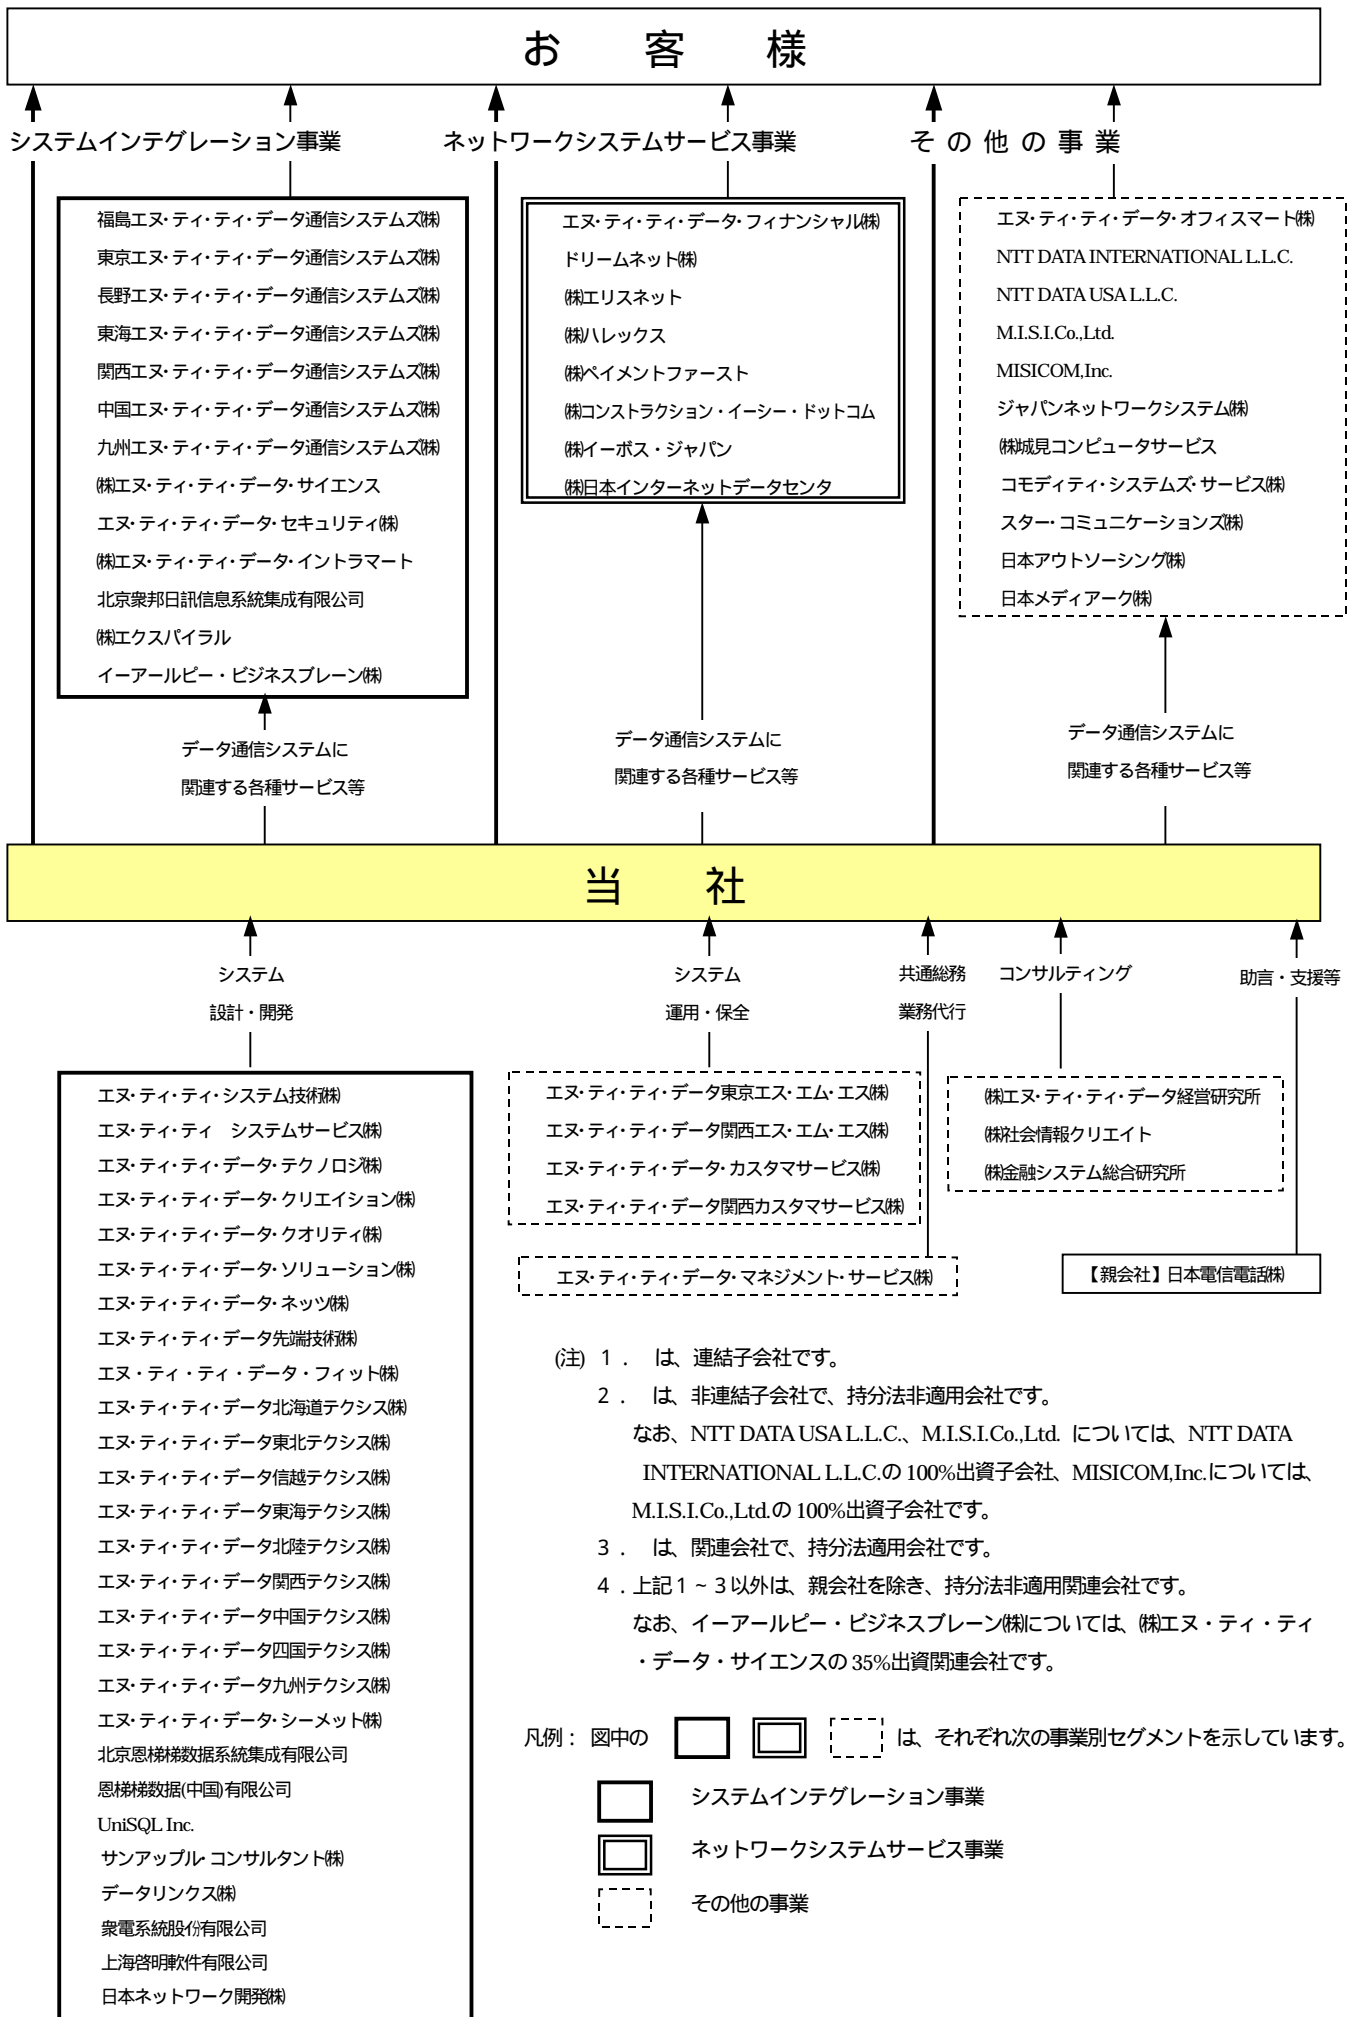 お客様
システムインテグレーション事業
ネットワークシステムサービス事業
その他の事業
福島エヌ・ティ・ティ・データ通信システムズ㈱
東京エヌ・ティ・ティ・データ通信システムズ㈱
長野エヌ・ティ・ティ・データ通信システムズ㈱
東海エヌ・ティ・ティ・データ通信システムズ㈱
関西エヌ・ティ・ティ・データ通信システムズ㈱
中国エヌ・ティ・ティ・データ通信システムズ㈱
九州エヌ・ティ・ティ・データ通信システムズ㈱
㈱エヌ・ティ・ティ・データ・サイエンス
エヌ・ティ・ティ・データ・セキュリティ㈱
㈱エヌ・ティ・ティ・データ・イントラマート
北京衆邦日訊信息系統集成有限公司
㈱エクスパイラル
イーアールピー・ビジネスブレーン㈱
エヌ・ティ・ティ・データ・フィナンシャル㈱
ドリームネット㈱
㈱エリスネット
㈱ハレックス
㈱ペイメントファースト
㈱コンストラクション・イーシー・ドットコム
㈱イーボス・ジャパン
㈱日本インターネットデータセンタ
エヌ・ティ・ティ・データ・オフィスマート㈱
NTT DATA INTERNATIONAL L.L.C.
NTT DATA USA L.L.C.
M.I.S.I.Co.,Ltd.
MISICOM,Inc.
ジャパンネットワークシステム㈱
㈱城見コンピュータサービス
コモディティ・システムズ・サービス㈱
スター・コミュニケーションズ㈱
日本アウトソーシング㈱
日本メディアーク㈱
データ通信システムに
関連する各種サービス等
データ通信システムに
関連する各種サービス等
データ通信システムに
関連する各種サービス等
当社
システム
設計・開発
システム
運用・保全
共通総務
業務代行
コンサルティング
助言・支援等
エヌ・ティ・ティ・システム技術㈱
エヌ・ティ・ティ　システムサービス㈱
エヌ・ティ・ティ・データ・テクノロジ㈱
エヌ・ティ・ティ・データ・クリエイション㈱
エヌ・ティ・ティ・データ・クオリティ㈱
エヌ・ティ・ティ・データ・ソリューション㈱
エヌ・ティ・ティ・データ・ネッツ㈱
エヌ・ティ・ティ・データ先端技術㈱
エヌ・ティ・ティ・データ・フィット㈱
エヌ・ティ・ティ・データ北海道テクシス㈱
エヌ・ティ・ティ・データ東北テクシス㈱
エヌ・ティ・ティ・データ信越テクシス㈱
エヌ・ティ・ティ・データ東海テクシス㈱
エヌ・ティ・ティ・データ北陸テクシス㈱
エヌ・ティ・ティ・データ関西テクシス㈱
エヌ・ティ・ティ・データ中国テクシス㈱
エヌ・ティ・ティ・データ四国テクシス㈱
エヌ・ティ・ティ・データ九州テクシス㈱
エヌ・ティ・ティ・データ・シーメット㈱
北京恩梯梯数据系統集成有限公司
恩梯梯数据(中国)有限公司
UniSQL Inc.
サンアップル・コンサルタント㈱
データリンクス㈱
衆電系統股份有限公司
上海啓明軟件有限公司
日本ネットワーク開発㈱
エヌ・ティ・ティ・データ東京エス・エム・エス㈱
エヌ・ティ・ティ・データ関西エス・エム・エス㈱
エヌ・ティ・ティ・データ・カスタマサービス㈱
エヌ・ティ・ティ・データ関西カスタマサービス㈱
エヌ・ティ・ティ・データ・マネジメント・サービス㈱
㈱エヌ・ティ・ティ・データ経営研究所
㈱社会情報クリエイト
㈱金融システム総合研究所
【親会社】日本電信電話㈱
(注) １．　は、連結子会社です。
２．　は、非連結子会社で、持分法非適用会社です。
なお、NTT DATA USA L.L.C.、M.I.S.I.Co.,Ltd. については、NTT DATA
INTERNATIONAL L.L.C.の 100%出資子会社、MISICOM,Inc.については、
M.I.S.I.Co.,Ltd.の 100%出資子会社です。
３．　は、関連会社で、持分法適用会社です。
４．上記１～３以外は、親会社を除き、持分法非適用関連会社です。
なお、イーアールピー・ビジネスブレーン㈱については、㈱エヌ・ティ・ティ
・データ・サイエンスの 35%出資関連会社です。
凡例： 図中の　は、それぞれ次の事業別セグメントを示しています。
システムインテグレーション事業
ネットワークシステムサービス事業
その他の事業